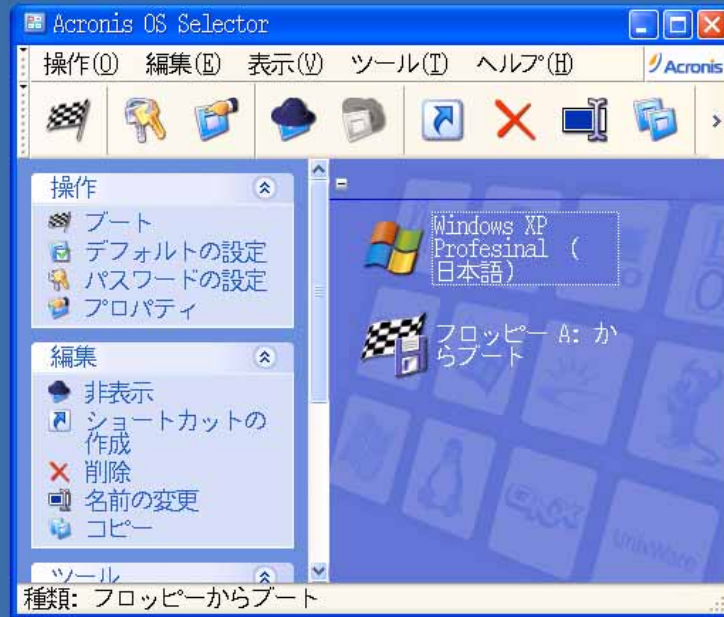 Acronis OS Selector
操作(O) 編集(E) 表示(V) ツール(T) ヘルプ(H)
Acronis
操作
ブート
デフォルトの設定
パスワードの設定
プロパティ
編集
非表示
ショートカットの
作成
削除
名前の変更
コピー
ツール
Windows XP
Profesinal (
日本語)
フロッピー A: か
らブート
QNX
UnixWare
種類: フロッピーからブート